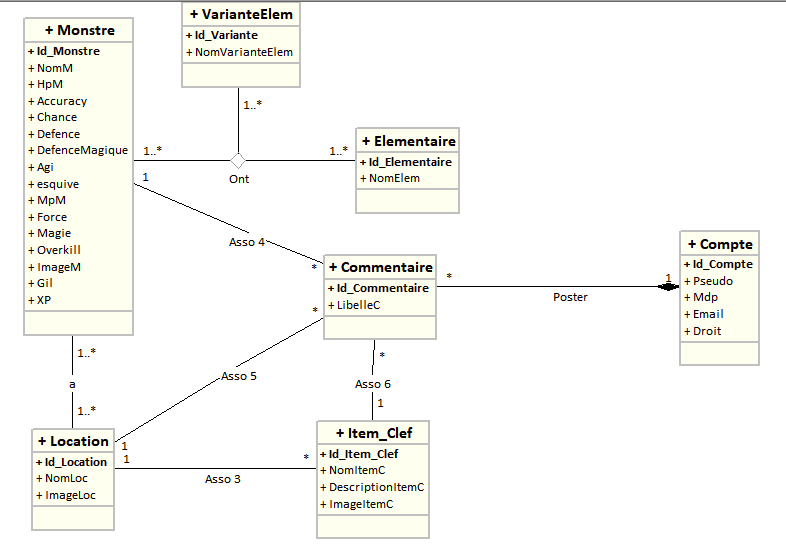 + Monstre
+ Id_Monstre
+ NomM
+ HpM
+ Accuracy
+ Chance
+ Defence
+ DefenceMagique
+ Agi
+ esquive
+ MpM
+ Force
+ Magie
+ Overkill
+ ImageM
+ Gil
+ XP
+ VarianteElem
+ Id_Variante
+ NomVarianteElem
1..*
1..*
1..*
Ont
+ Elementaire
+ Id_Elementaire
+ NomElem
1
Asso 4
*
+ Commentaire
+ Id_Commentaire
+ LibelleC
*
Poster
1
+ Compte
+ Id_Compte
+ Pseudo
+ Mdp
+ Email
+ Droit
1..*
a
1..*
*
Asso 5
1
*
Asso 6
1
+ Location
+ Id_Location
+ NomLoc
+ ImageLoc
1
Asso 3
*
+ Item_Clef
+ Id_Item_Clef
+ NomItemC
+ DescriptionItemC
+ ImageItemC